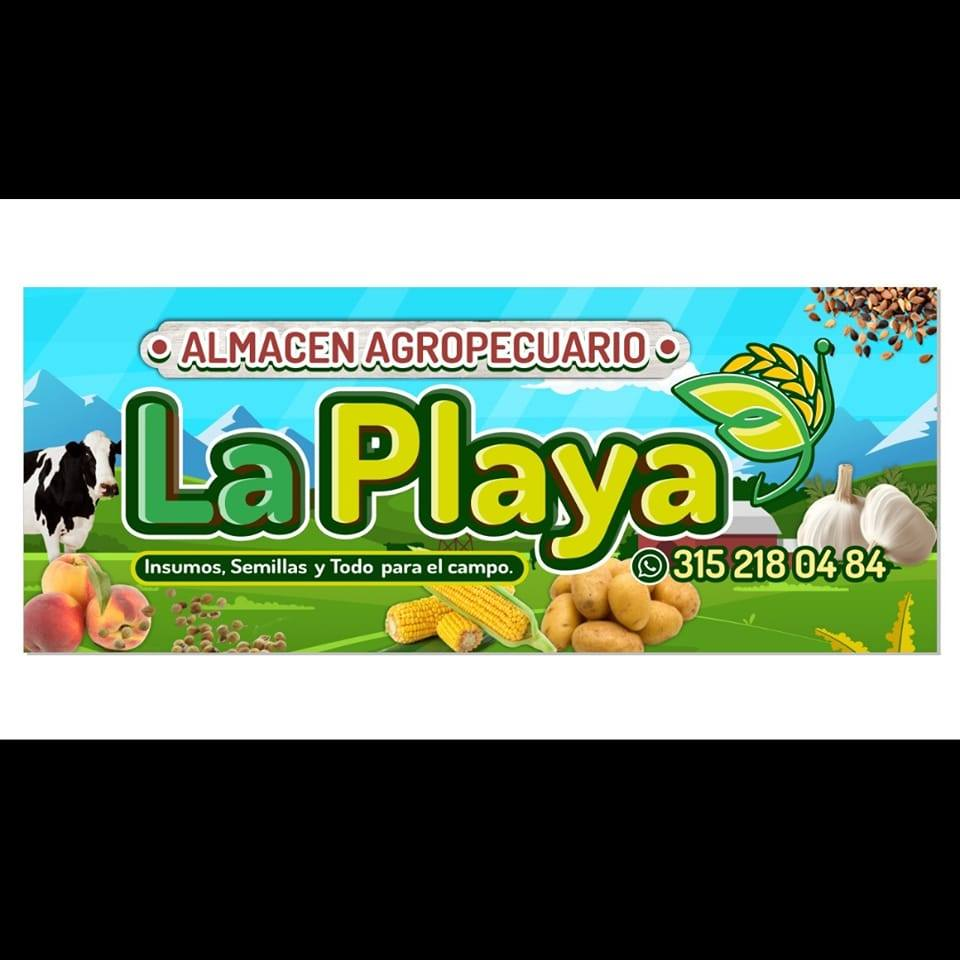 • ALMACEN AGROPECUARIO •
La Playa
Insumos, Semillas y Todo para el campo.
315 218 04 84